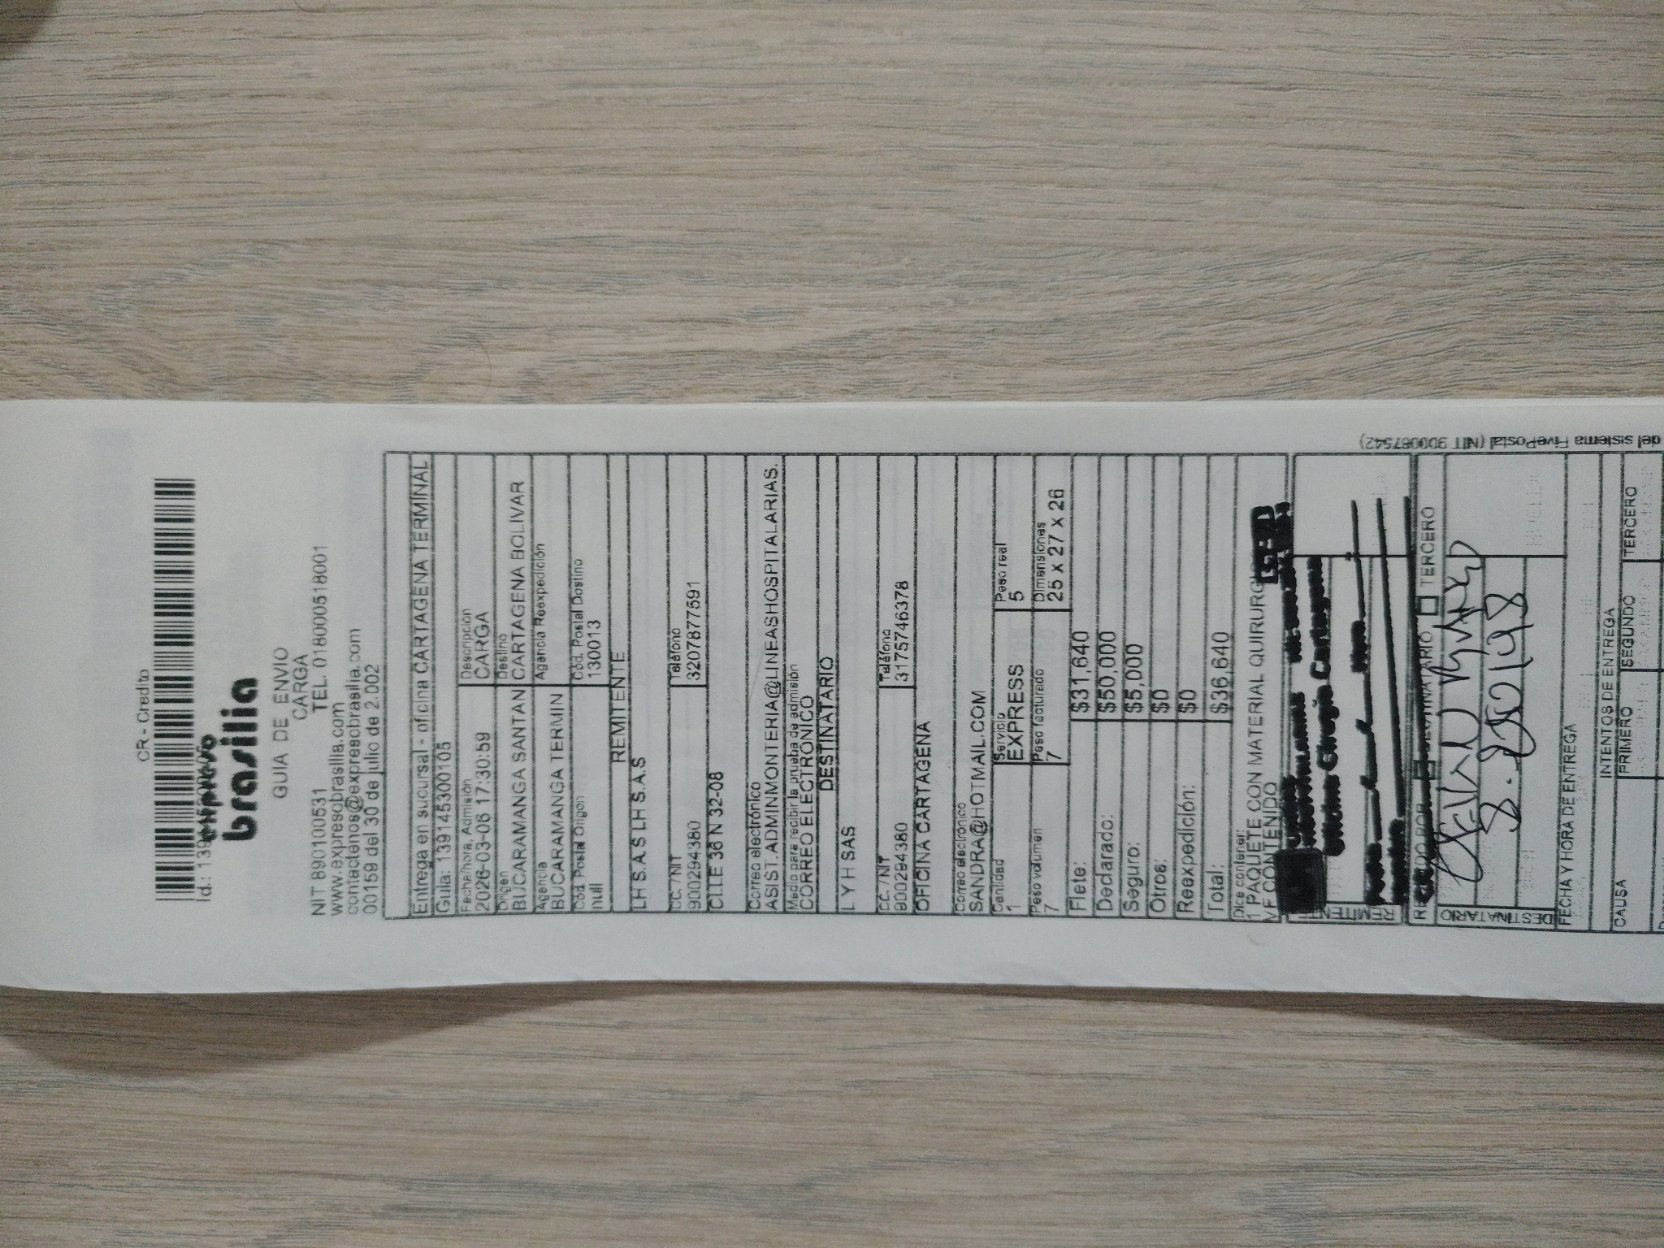 CR - Credito
brasilia
GUIA DE ENVIO
CARGA
NIT 890100531 TEL. 018000518001
www.expresobrasilia.com
contactenos@expresobrasilia.com
00159 del 30 de julio de 2.002
Entrega en sucursal - oficina CARTAGENA TERMINAL
Guia: 139145300105
Fecha/hora, Admisión Descripción
2026-03-06 17:30:59 CARGA
Origen Destino
BUCARAMANGA SANTAN CARTAGENA BOLIVAR
Agencia Agencia Reexpedición
BUCARAMANGA TERMIN
Cód. Postal Origen Cód. Postal Destino
null 130013
REMITENTE
LH S.A.S LH S.A.S
CC. / NIT Teléfono
900294380 3207877591
CLLE 36 N 32-08
Correo electrónico
ASIST.ADMINMONTERIA@LINEASHOSPITALARIAS.
Medio para recibir la prueba de admisión
CORREO ELECTRONICO
DESTINATARIO
L Y H SAS
CC. / NIT Teléfono
900294380 3175746378
OFICINA CARTAGENA
Correo electrónico
SANDRA@HOTMAIL.COM
Cantidad Servicio Peso real
1 EXPRESS 5
Peso volumen Peso facturado Dimensiones
7 7 25 x 27 x 26
Flete: $31,640
Declarado: $50,000
Seguro: $5,000
Otros: $0
Reexpedición: $0
Total: $36,640
Dice contener:
1 PAQUETE CON MATERIAL QUIRURG
CONTENIDO
REMITENTE
Cirugía Cartagena
TERCERO
DESTINATARIO
FECHA Y HORA DE ENTREGA
INTENTOS DE ENTREGA
CAUSA PRIMERO SEGUNDO TERCERO
del sistema FivePostal (NIT 900087542)